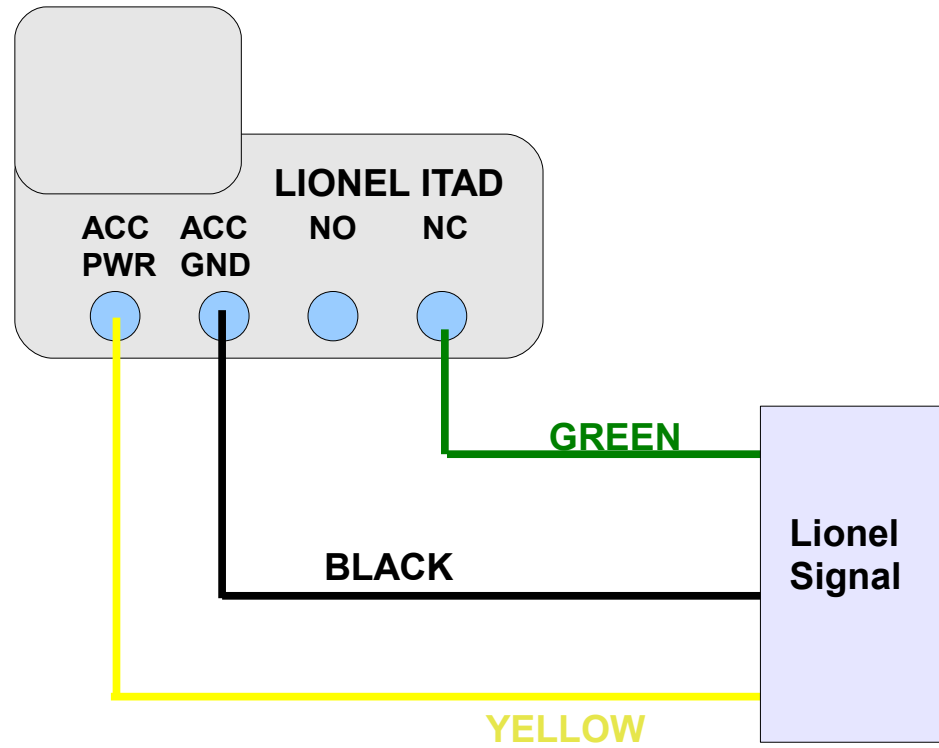 LIONEL ITAD
ACC ACC NO NC
PWR GND
GREEN
Lionel
Signal
BLACK
YELLOW